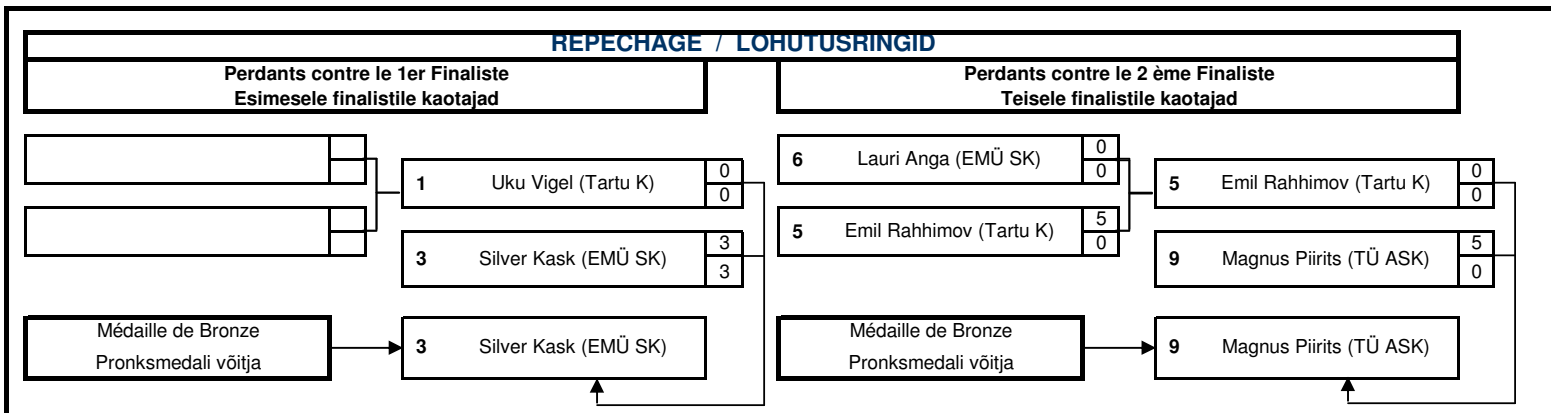 REPECHAGE / LOHUTUSRINGID
Perdants contre le 1er Finaliste
Esimesele finalistile kaotajad
Perdants contre le 2 ème Finaliste
Teisele finalistile kaotajad
1 Uku Vigel (Tartu K) 0
0
3 Silver Kask (EMÜ SK) 3
3
Médaille de Bronze
Pronksmedali võitja
3 Silver Kask (EMÜ SK)
6 Lauri Anga (EMÜ SK) 0
0
5 Emil Rahhimov (Tartu K) 5
0
5 Emil Rahhimov (Tartu K) 0
0
9 Magnus Piirits (TÜ ASK) 5
0
Médaille de Bronze
Pronksmedali võitja
9 Magnus Piirits (TÜ ASK)